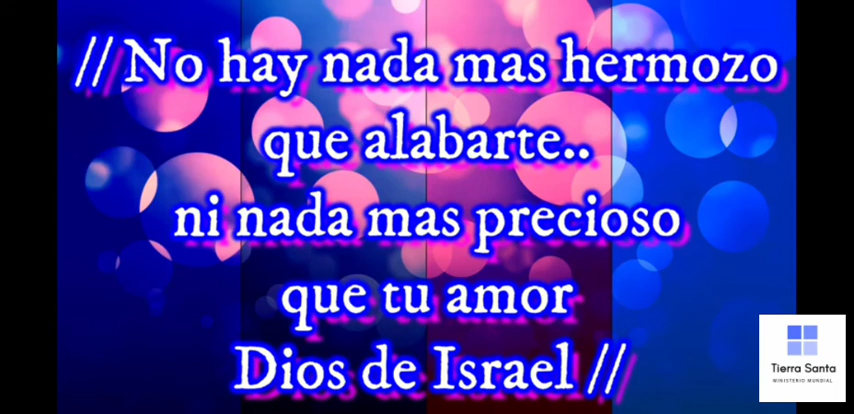 // No hay nada mas hermozo
que alabarte..
ni nada mas precioso
que tu amor
Dios de Israel //
Tierra Santa
MINISTERIO MUNDIAL